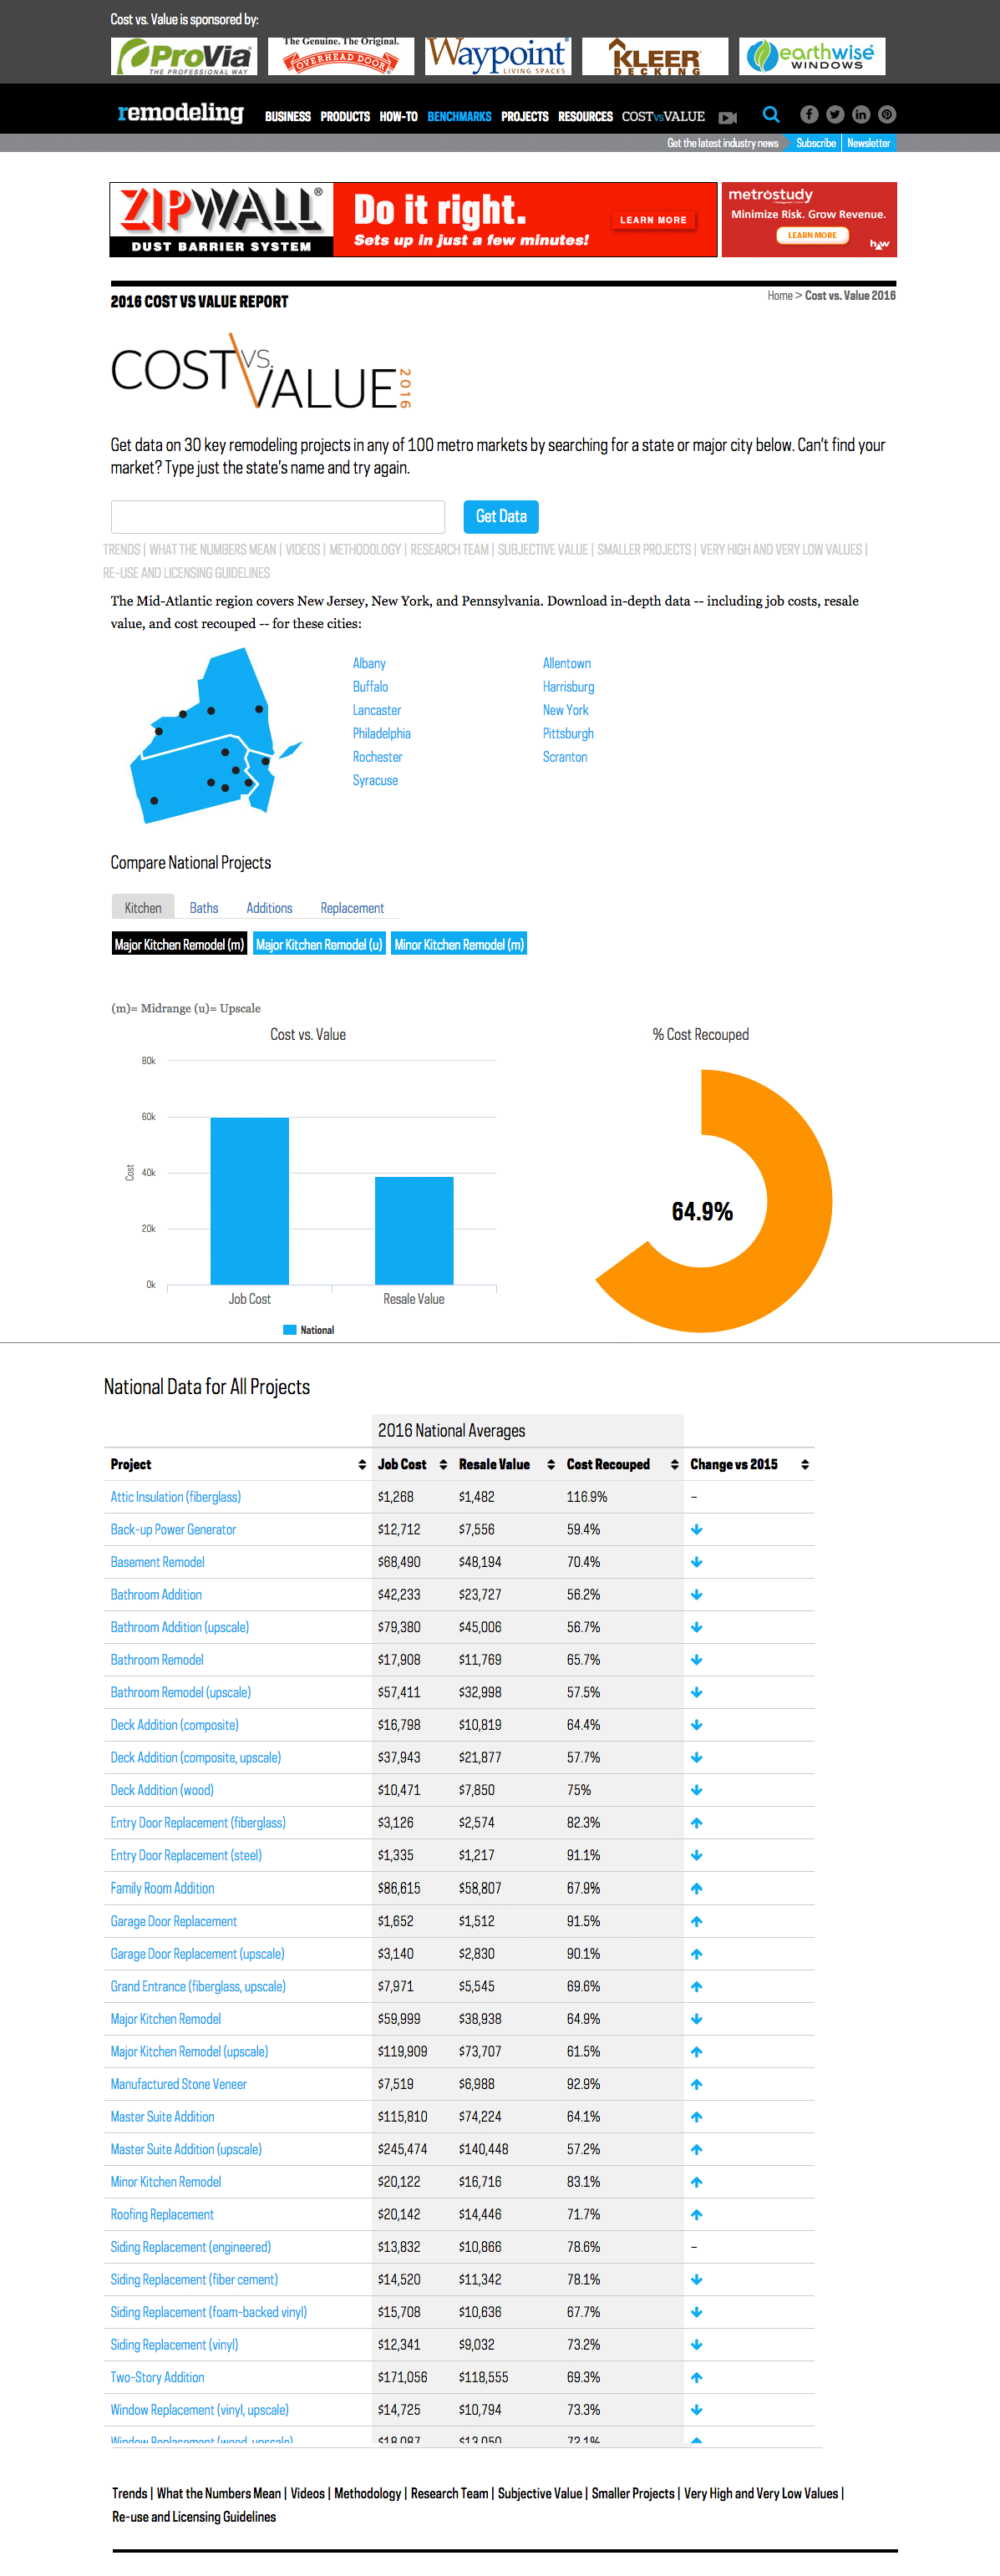 Cost vs. Value is sponsored by:
ProVia
THE PROFESSIONAL WAY
The Genuine. The Original.
OVERHEAD DOOR
Waypoint
LIVING SPACES
KLEER
DECKING
earthwise
WINDOWS
remodeling BUSINESS PRODUCTS HOW-TO BENCHMARKS PROJECTS RESOURCES COSTvsVALUE
Get the latest industry news Subscribe Newsletter
ZIPWALL®
DUST BARRIER SYSTEM
Do it right.
Sets up in just a few minutes!
LEARN MORE
metrostudy
Minimize Risk. Grow Revenue.
LEARN MORE
hw
2016 COST VS VALUE REPORT
Home > Cost vs. Value 2016
COST VS. VALUE 2016
Get data on 30 key remodeling projects in any of 100 metro markets by searching for a state or major city below. Can't find your
market? Type just the state's name and try again.
Get Data
TRENDS | WHAT THE NUMBERS MEAN | VIDEOS | METHODOLOGY | RESEARCH TEAM | SUBJECTIVE VALUE | SMALLER PROJECTS | VERY HIGH AND VERY LOW VALUES |
RE-USE AND LICENSING GUIDELINES
The Mid-Atlantic region covers New Jersey, New York, and Pennsylvania. Download in-depth data -- including job costs, resale
value, and cost recouped -- for these cities:
Albany Allentown
Buffalo Harrisburg
Lancaster New York
Philadelphia Pittsburgh
Rochester Scranton
Syracuse
Compare National Projects
Kitchen Baths Additions Replacement
Major Kitchen Remodel (m) Major Kitchen Remodel (u) Minor Kitchen Remodel (m)
(m)= Midrange (u)= Upscale
Cost vs. Value
80k
60k
40k
20k
0k
Cost
Job Cost Resale Value
National
% Cost Recouped
64.9%
National Data for All Projects
2016 National Averages
Project Job Cost Resale Value Cost Recouped Change vs 2015
Attic Insulation (fiberglass) $1,268 $1,482 116.9% –
Back-up Power Generator $12,712 $7,556 59.4%
Basement Remodel $68,490 $48,194 70.4%
Bathroom Addition $42,233 $23,727 56.2%
Bathroom Addition (upscale) $79,380 $45,006 56.7%
Bathroom Remodel $17,908 $11,769 65.7%
Bathroom Remodel (upscale) $57,411 $32,998 57.5%
Deck Addition (composite) $16,798 $10,819 64.4%
Deck Addition (composite, upscale) $37,943 $21,877 57.7%
Deck Addition (wood) $10,471 $7,850 75%
Entry Door Replacement (fiberglass) $3,126 $2,574 82.3%
Entry Door Replacement (steel) $1,335 $1,217 91.1%
Family Room Addition $86,615 $58,807 67.9%
Garage Door Replacement $1,652 $1,512 91.5%
Garage Door Replacement (upscale) $3,140 $2,830 90.1%
Grand Entrance (fiberglass, upscale) $7,971 $5,545 69.6%
Major Kitchen Remodel $59,999 $38,938 64.9%
Major Kitchen Remodel (upscale) $119,909 $73,707 61.5%
Manufactured Stone Veneer $7,519 $6,988 92.9%
Master Suite Addition $115,810 $74,224 64.1%
Master Suite Addition (upscale) $245,474 $140,448 57.2%
Minor Kitchen Remodel $20,122 $16,716 83.1%
Roofing Replacement $20,142 $14,446 71.7%
Siding Replacement (engineered) $13,832 $10,866 78.6% –
Siding Replacement (fiber cement) $14,520 $11,342 78.1%
Siding Replacement (foam-backed vinyl) $15,708 $10,636 67.7%
Siding Replacement (vinyl) $12,341 $9,032 73.2%
Two-Story Addition $171,056 $118,555 69.3%
Window Replacement (vinyl, upscale) $14,725 $10,794 73.3%
Window Replacement (wood, upscale) $18,087 $13,050 72.1%
Trends | What the Numbers Mean | Videos | Methodology | Research Team | Subjective Value | Smaller Projects | Very High and Very Low Values |
Re-use and Licensing Guidelines